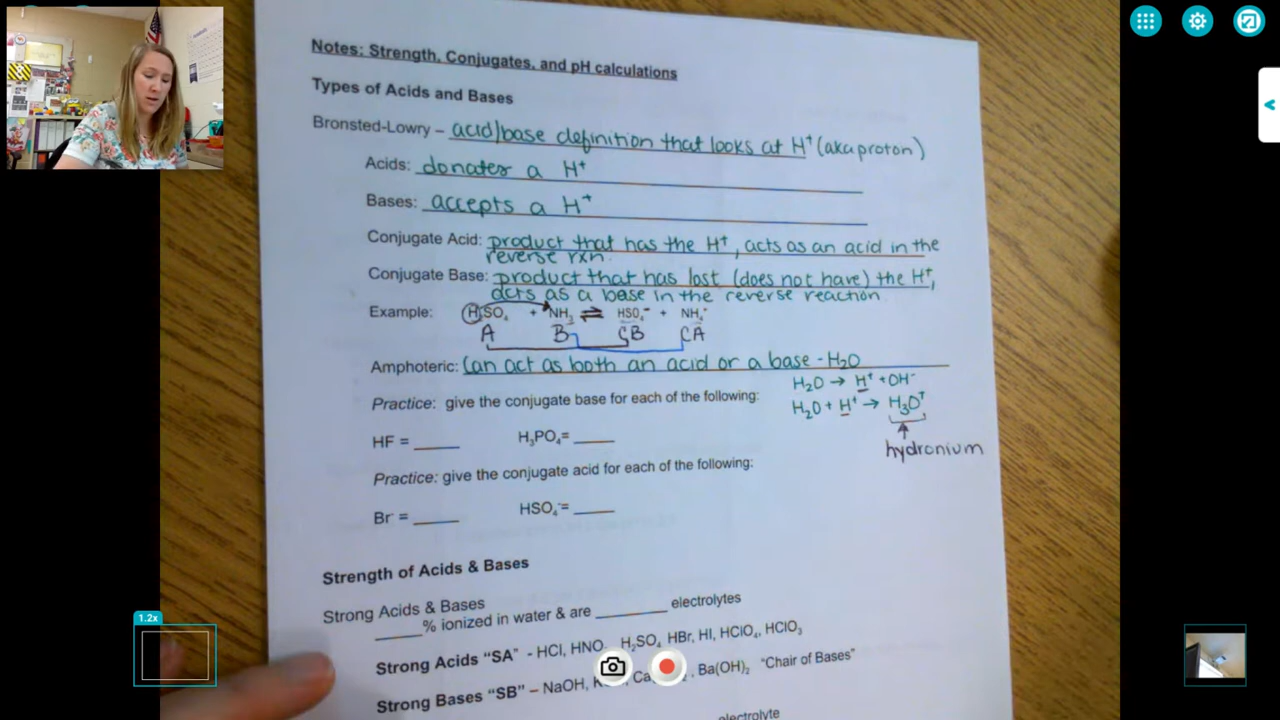 Notes: Strength, Conjugates, and pH calculations
Types of Acids and Bases
Bronsted-Lowry – acid/base definition that looks at H⁺ (aka proton)
Acids: donates a H⁺
Bases: accepts a H⁺
Conjugate Acid: product that has the H⁺, acts as an acid in the
reverse rxn.
Conjugate Base: product that has lost (does not have) the H⁺,
acts as a base in the reverse reaction
Example: H₂SO₄ + NH₃ ⇌ HSO₄⁻ + NH₄⁺
A B CB CA
Amphoteric: Can act as both an acid or a base - H₂O
H₂O → H⁺ + OH⁻
Practice: give the conjugate base for each of the following:
H₂O + H⁺ → H₃O⁺
HF = ____ H₃PO₄= ____
hydronium
Practice: give the conjugate acid for each of the following:
Br⁻ = ____ HSO₄⁻= ____
Strength of Acids & Bases
Strong Acids & Bases
____% ionized in water & are ____ electrolytes
Strong Acids "SA" - HCl, HNO H₂SO₄ HBr, HI, HClO₄, HClO₃
Strong Bases "SB" – NaOH, Ba(OH)₂ "Chair of Bases"
electrolyte
1.2x